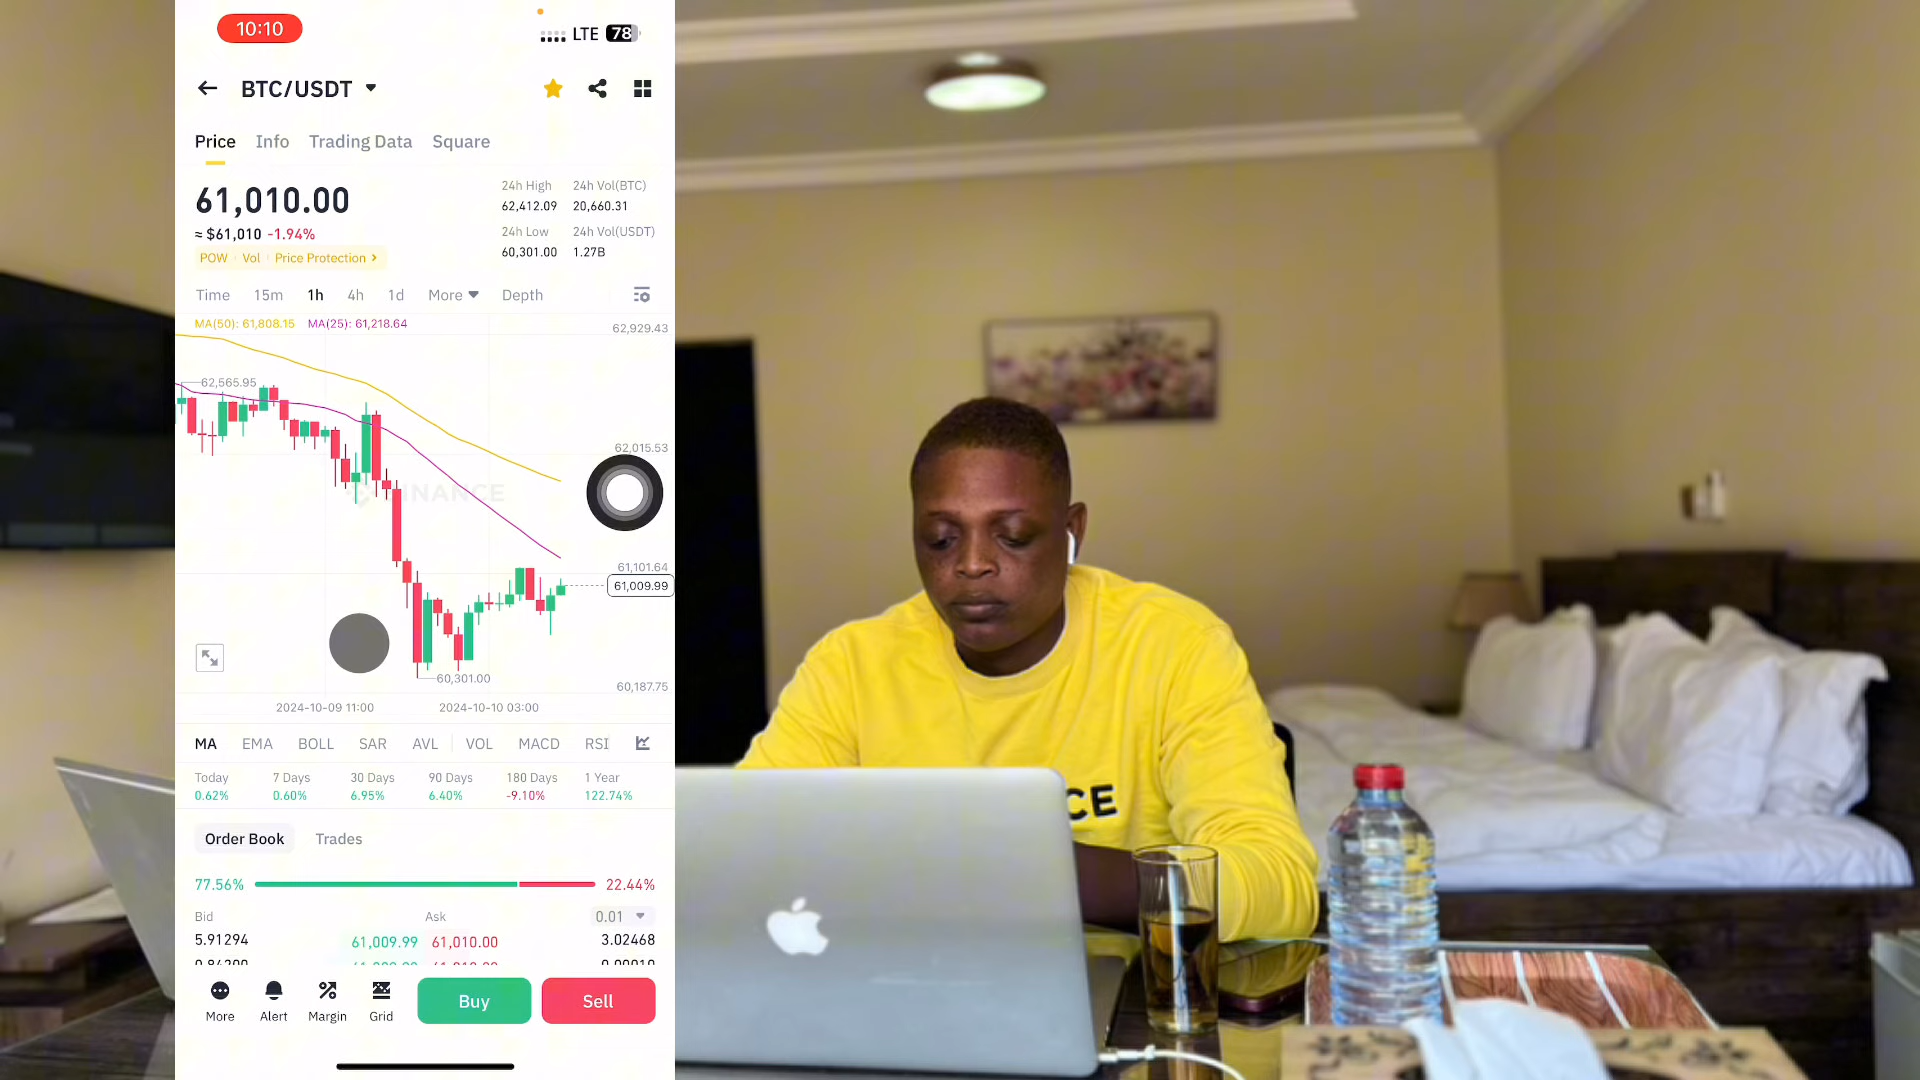 10:10
LTE 78
BTC/USDT
Price Info Trading Data Square
61,010.00
≈ $61,010 -1.94%
POW Vol Price Protection
24h High 24h Vol(BTC)
62,412.09 20,660.31
24h Low 24h Vol(USDT)
60,301.00 1.27B
Time 15m 1h 4h 1d More Depth
MA(50): 61,808.15 MA(25): 61,218.64
62,929.43
62,565.95
62,015.53
BINANCE
61,101.64
61,009.99
60,301.00
60,187.75
2024-10-09 11:00 2024-10-10 03:00
MA EMA BOLL SAR AVL VOL MACD RSI
Today 7 Days 30 Days 90 Days 180 Days 1 Year
0.62% 0.60% 6.95% 6.40% -9.10% 122.74%
Order Book Trades
77.56% 22.44%
Bid Ask 0.01
5.91294 61,009.99 61,010.00 3.02468
More Alert Margin Grid Buy Sell
CE